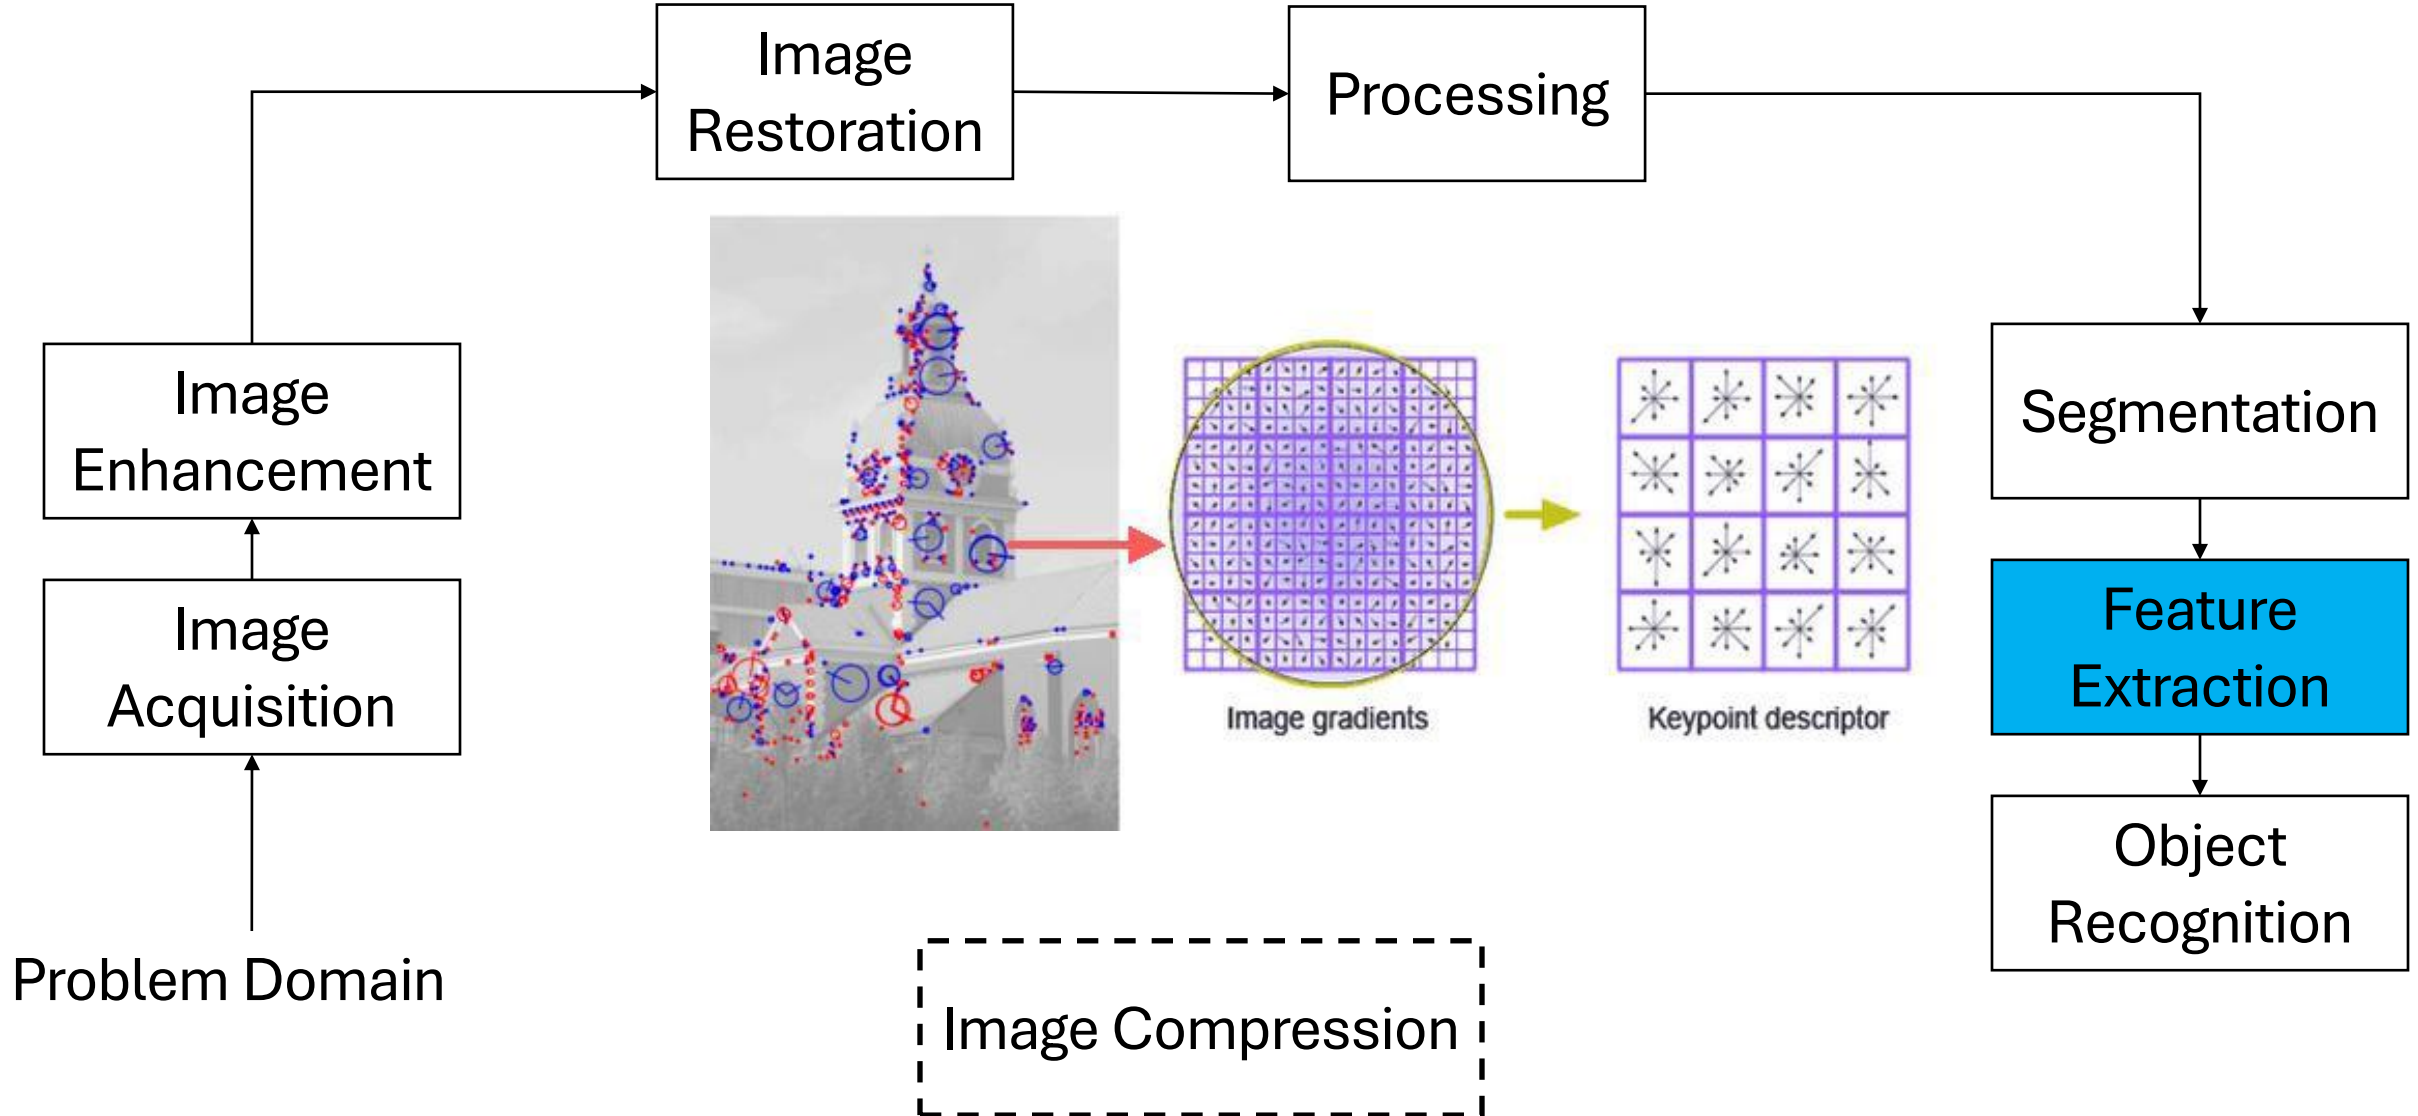 Image
Restoration
Processing
Image
Enhancement
Segmentation
Image
Acquisition
Feature
Extraction
Image gradients
Keypoint descriptor
Object
Recognition
Problem Domain
Image Compression